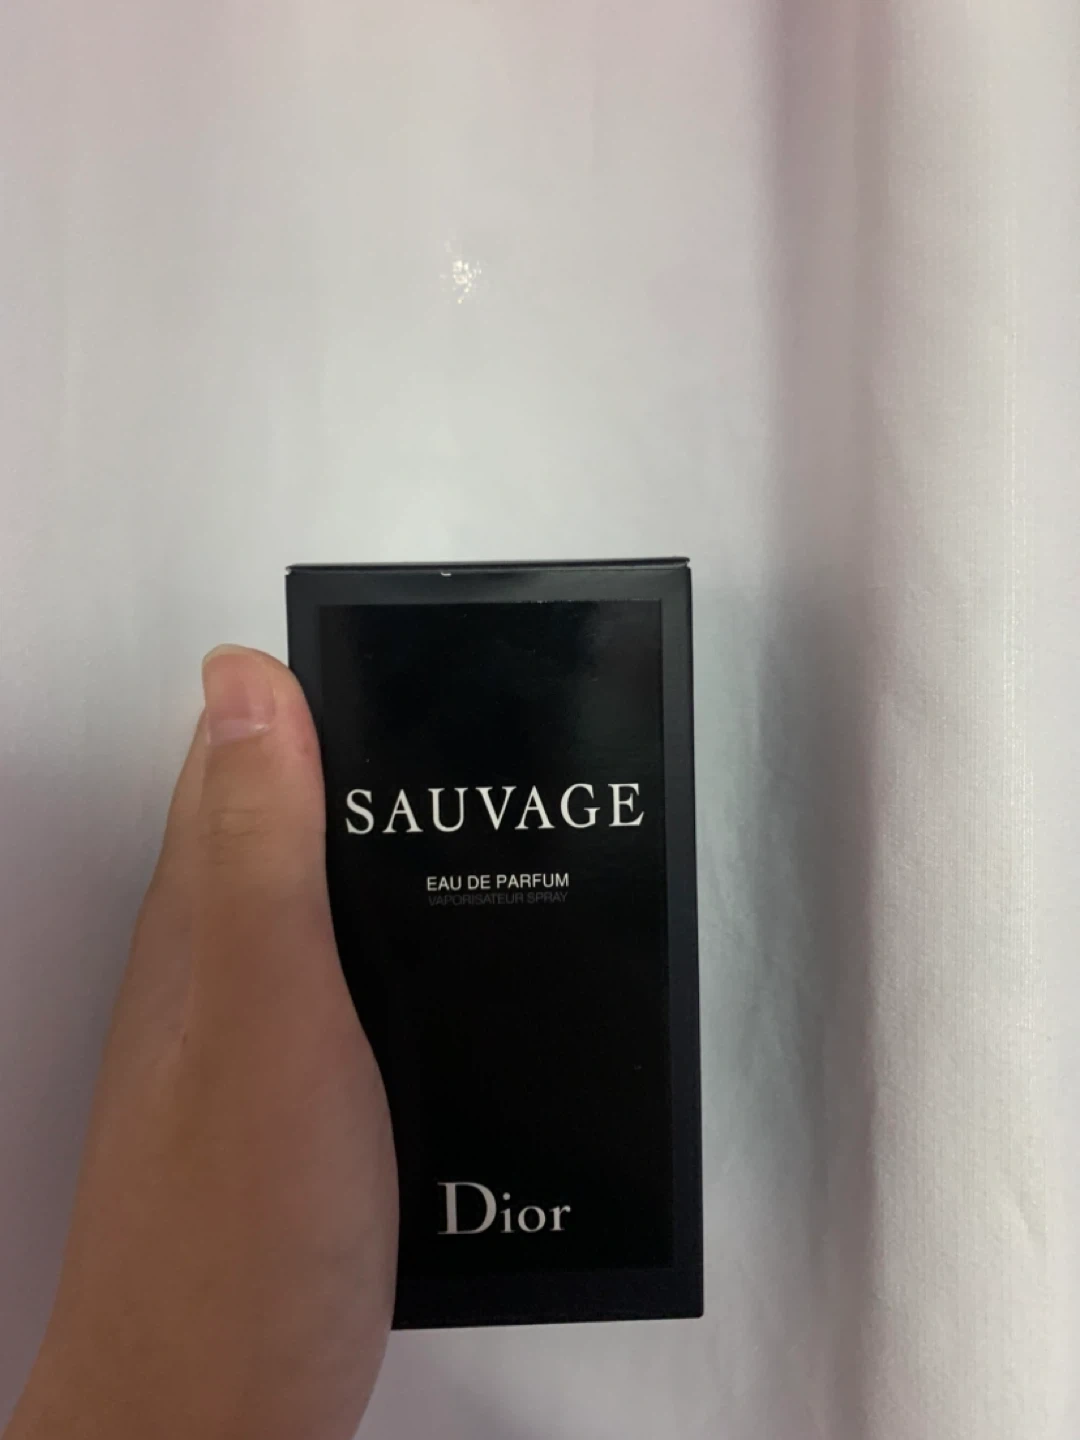 SAUVAGE
EAU DE PARFUM
VAPORISATEUR SPRAY
Dior